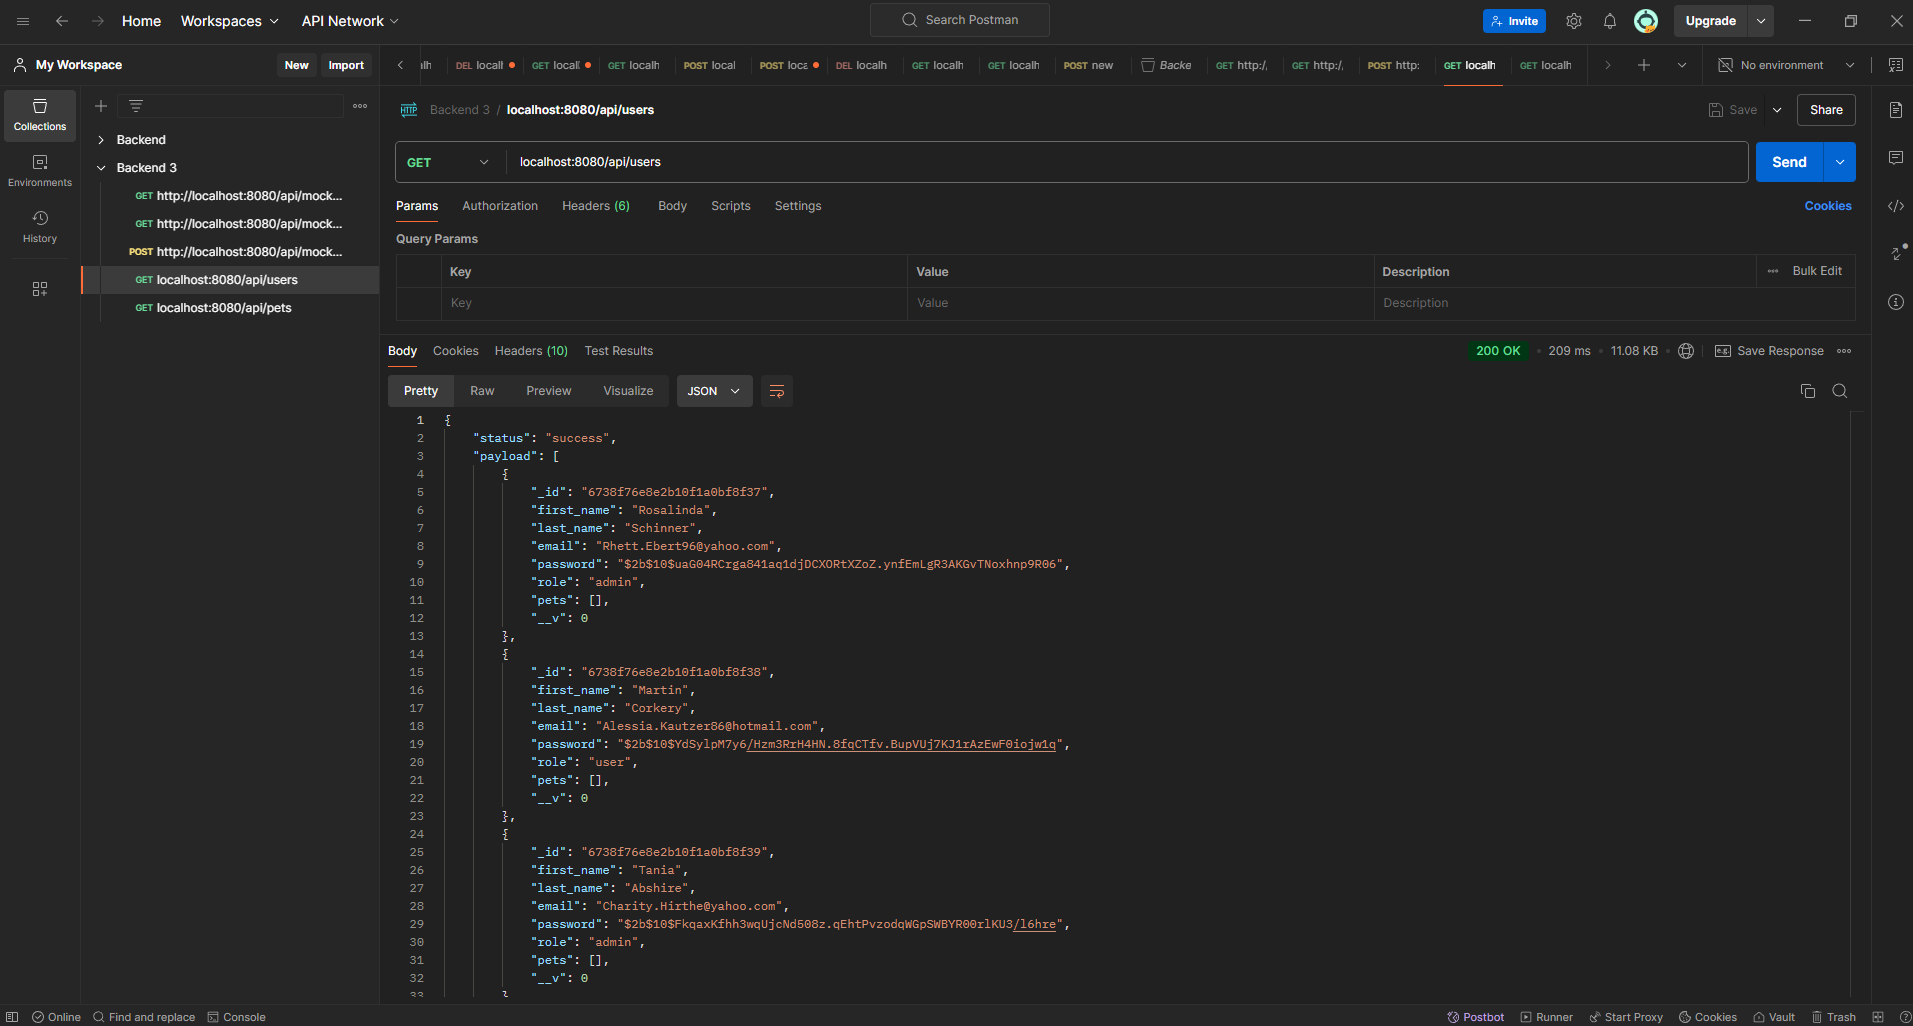 Home Workspaces API Network Search Postman Invite Upgrade
My Workspace New Import
lh DEL locall GET locall GET localh POST local POST loca DEL localh GET localh GET localh POST new Backe GET http:/, GET http:/, POST http: GET localh GET localh No environment
Collections
Environments
History
Backend
Backend 3
GET http://localhost:8080/api/mock...
GET http://localhost:8080/api/mock...
POST http://localhost:8080/api/mock...
GET localhost:8080/api/users
GET localhost:8080/api/pets
HTTP Backend 3 / localhost:8080/api/users Save Share
GET localhost:8080/api/users Send
Params Authorization Headers (6) Body Scripts Settings Cookies
Query Params
Key Value Description Bulk Edit
Key Value Description
Body Cookies Headers (10) Test Results 200 OK • 209 ms • 11.08 KB • e.g. Save Response
Pretty Raw Preview Visualize JSON
1 {
2 "status": "success",
3 "payload": [
4 {
5 "_id": "6738f76e8e2b10f1a0bf8f37",
6 "first_name": "Rosalinda",
7 "last_name": "Schinner",
8 "email": "Rhett.Ebert96@yahoo.com",
9 "password": "$2b$10$uaG04RCrga841aq1djDCXORtXZoZ.ynfEmLgR3AKGvTNoxhnp9R06",
10 "role": "admin",
11 "pets": [],
12 "__v": 0
13 },
14 {
15 "_id": "6738f76e8e2b10f1a0bf8f38",
16 "first_name": "Martin",
17 "last_name": "Corkery",
18 "email": "Alessia.Kautzer86@hotmail.com",
19 "password": "$2b$10$YdSylpM7y6/Hzm3RrH4HN.8fqCTfv.BupVUj7KJ1rAzEwF0iojw1q",
20 "role": "user",
21 "pets": [],
22 "__v": 0
23 },
24 {
25 "_id": "6738f76e8e2b10f1a0bf8f39",
26 "first_name": "Tania",
27 "last_name": "Abshire",
28 "email": "Charity.Hirthe@yahoo.com",
29 "password": "$2b$10$FkqaxKfhh3wqUjcNd508z.qEhtPvzodqWGpSWBYR00rlKU3/l6hre",
30 "role": "admin",
31 "pets": [],
32 "__v": 0
33 }
Online Find and replace Console Postbot Runner Start Proxy Cookies Vault Trash